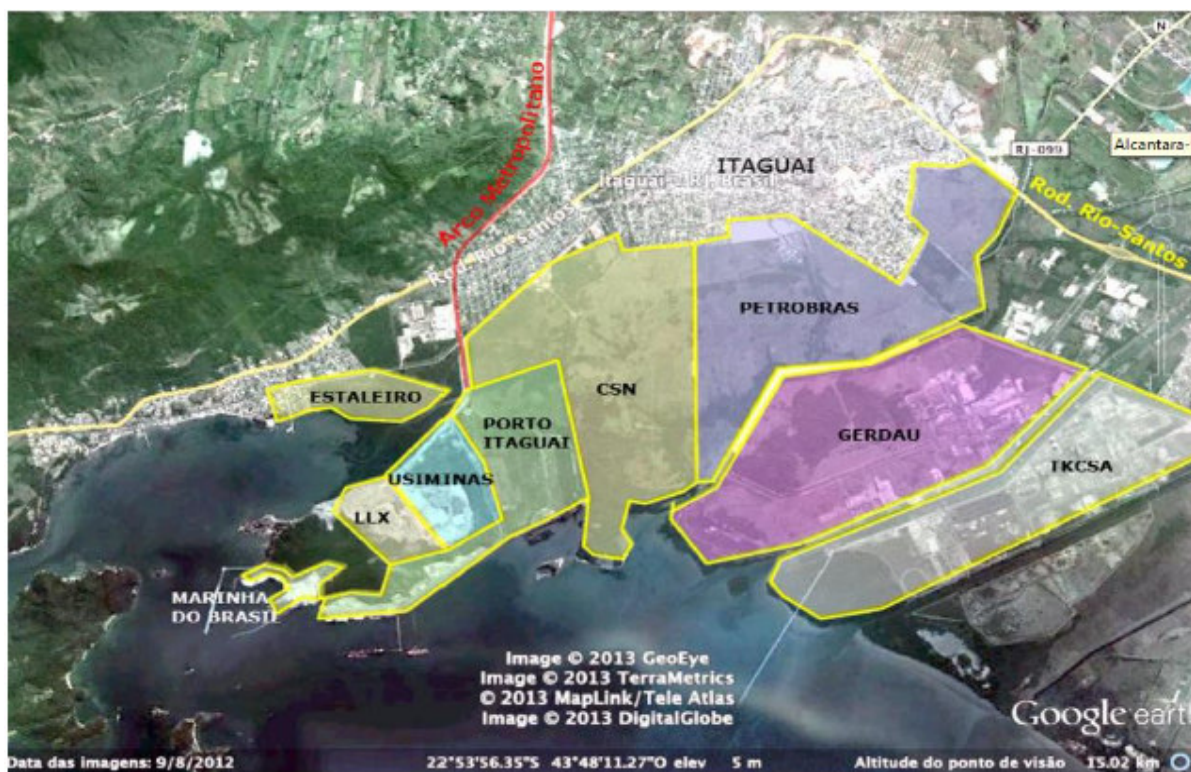 N
RJ-099
Alcantara-
Arco Metropolitano
ITAGUAI
Itaguaí - RJ, Brasil
Rod. Rio-Santos
Rod. Rio-Santos
PETROBRAS
ESTALEIRO
CSN
PORTO
ITAGUAI
GERDAU
TKCSA
USIMINAS
LLX
MARINHA
DO BRASIL
Image © 2013 GeoEye
Image © 2013 TerraMetrics
© 2013 MapLink/Tele Atlas
Image © 2013 DigitalGlobe
Google earth
Data das imagens: 9/8/2012 22°53'56.35"S 43°48'11.27"O elev 5 m Altitude do ponto de visão 15.02 km